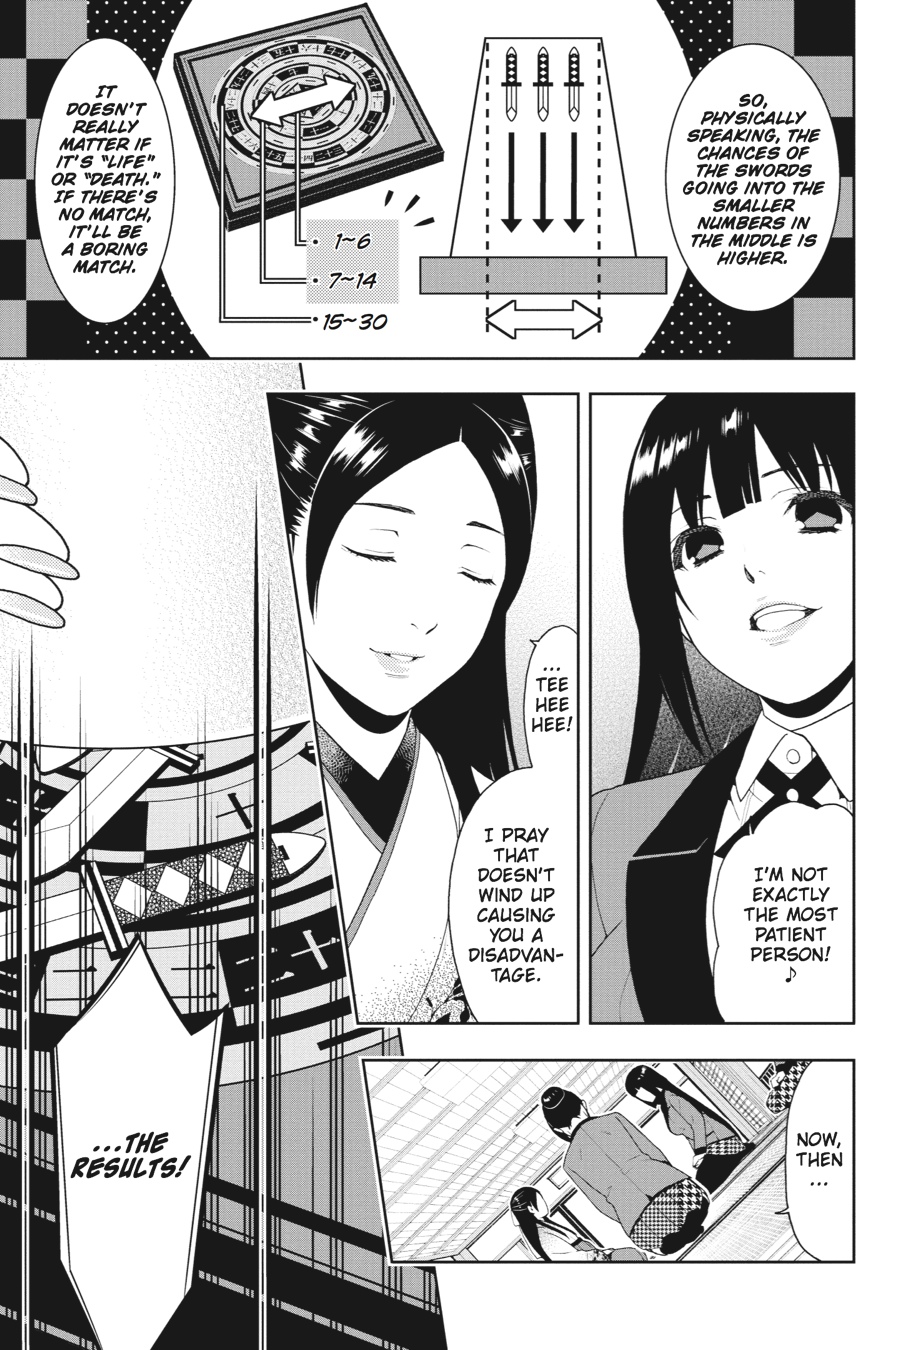 SO,
PHYSICALLY
SPEAKING, THE
CHANCES OF
THE SWORDS
GOING INTO THE
SMALLER
NUMBERS IN
THE MIDDLE IS
HIGHER.
1~6
7~14
15~30
IT
DOESN'T
REALLY
MATTER IF
IT'S "LIFE"
OR "DEATH."
IF THERE'S
NO MATCH,
IT'LL BE
A BORING
MATCH.
I'M NOT
EXACTLY
THE MOST
PATIENT
PERSON!
♪
...
TEE
HEE
HEE!
I PRAY
THAT
DOESN'T
WIND UP
CAUSING
YOU A
DISADVAN-
TAGE.
NOW,
THEN
...
...THE
RESULTS!